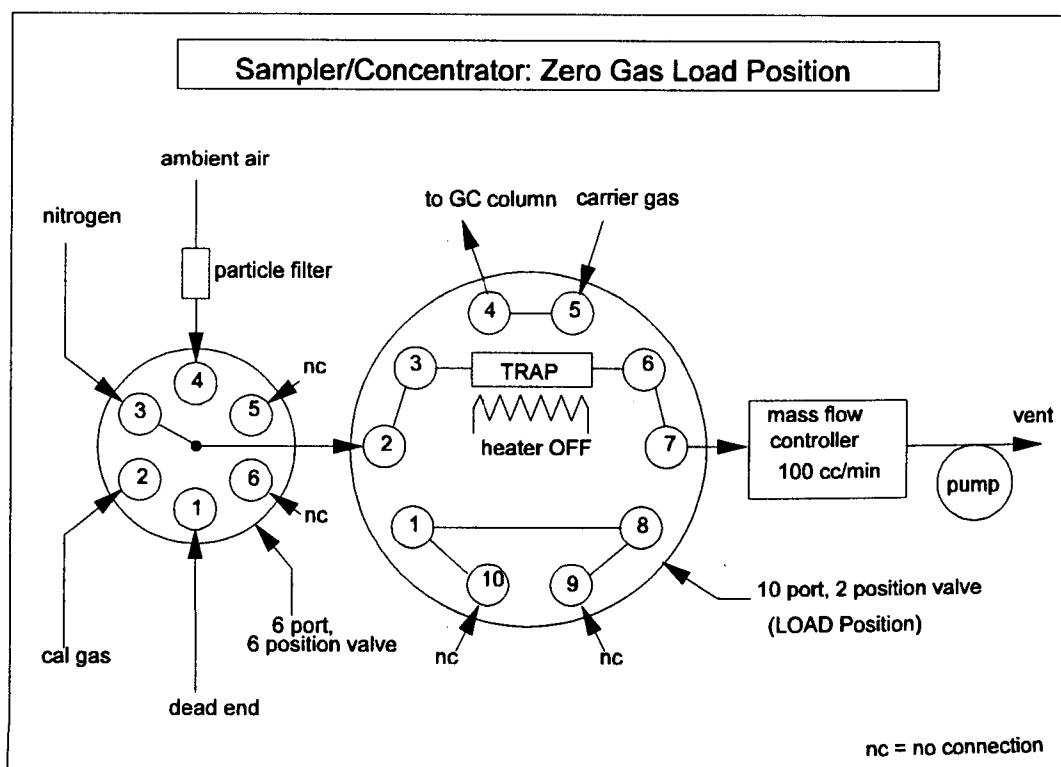 Sampler/Concentrator: Zero Gas Load Position
ambient air
nitrogen
to GC column
carrier gas
particle filter
4
5
3
TRAP
6
nc
4
3
5
2
heater OFF
7
mass flow
controller
100 cc/min
vent
pump
2
6
1
nc
1
8
10
9
6 port,
6 position valve
10 port, 2 position valve
(LOAD Position)
cal gas
nc
nc
dead end
nc = no connection